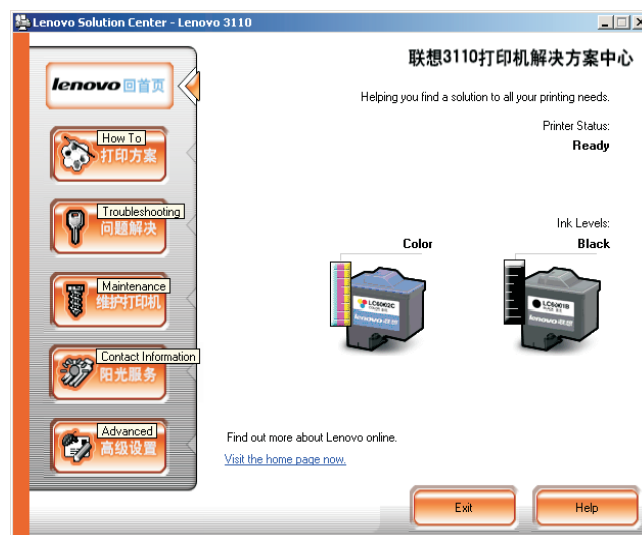 Lenovo Solution Center - Lenovo 3110
lenovo 回首页
How To
打印方案
Troubleshooting
问题解决
Maintenance
维护打印机
Contact Information
阳光服务
Advanced
高级设置
联想3110打印机解决方案中心
Helping you find a solution to all your printing needs.
Printer Status:
Ready
Ink Levels:
Color
Black
LC6002C
LC6001B
Find out more about Lenovo online.
Visit the home page now.
Exit
Help